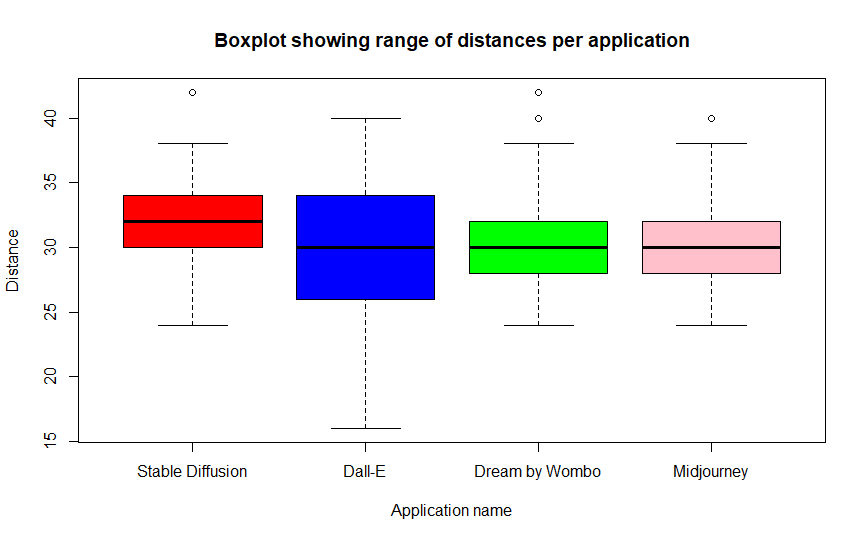 Boxplot showing range of distances per application
Distance
40
35
30
25
20
15
Stable Diffusion Dall-E Dream by Wombo Midjourney
Application name